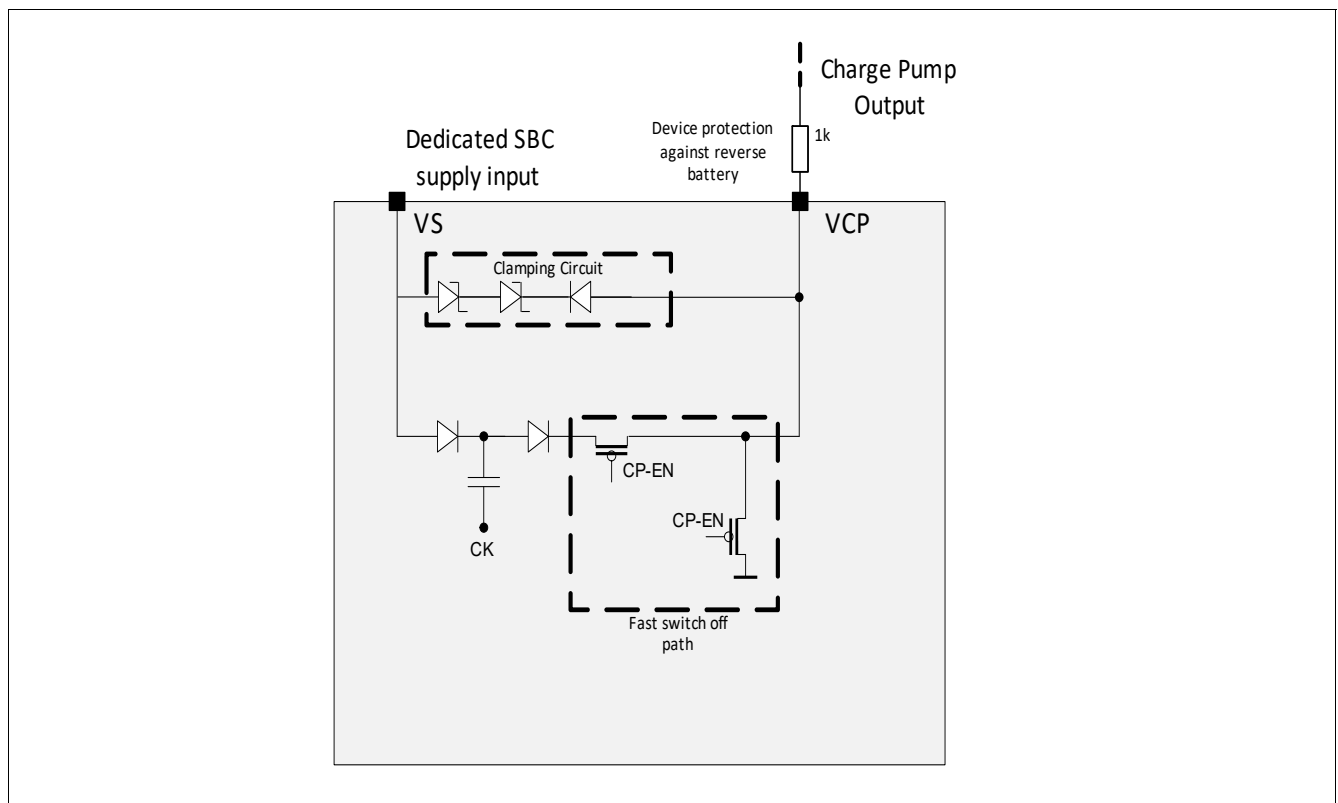 Charge Pump
Output
Device protection
against reverse
battery
1k
Dedicated SBC
supply input
VS
VCP
Clamping Circuit
CP-EN
CP-EN
CK
Fast switch off
path